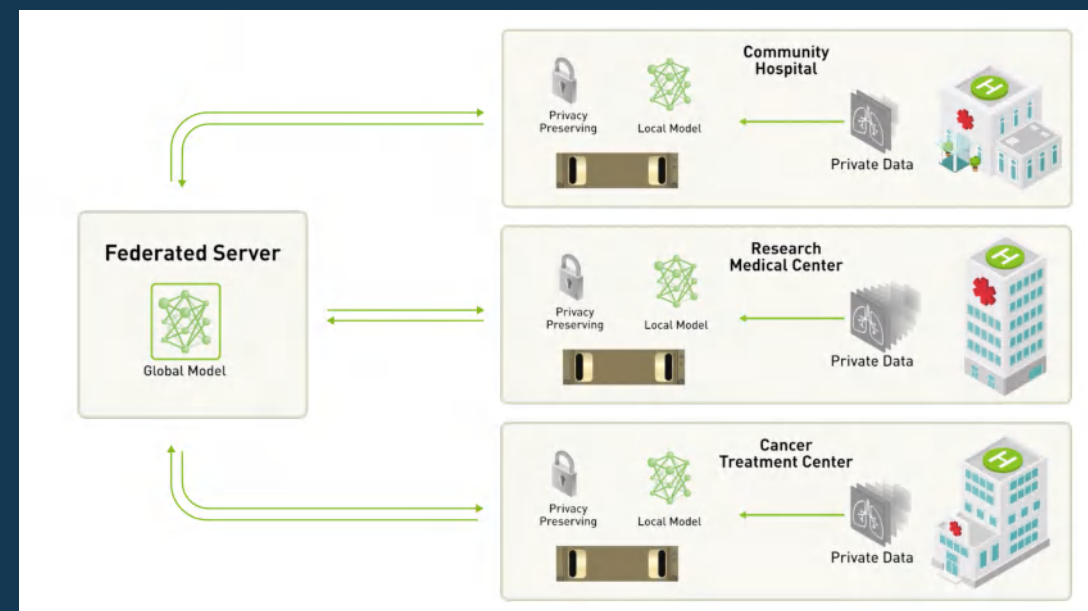 Federated Server
Global Model
Community
Hospital
Privacy
Preserving
Local Model
Private Data
H
Research
Medical Center
Privacy
Preserving
Local Model
Private Data
H
Cancer
Treatment Center
Privacy
Preserving
Local Model
Private Data
H